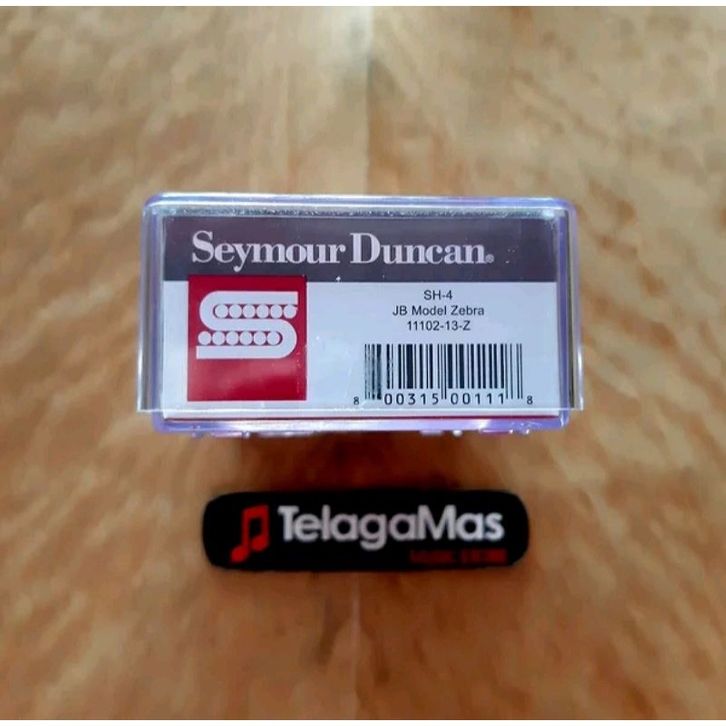 Seymour Duncan®
SH-4
JB Model Zebra
11102-13-Z
8 00315 00111 8
TelagaMas